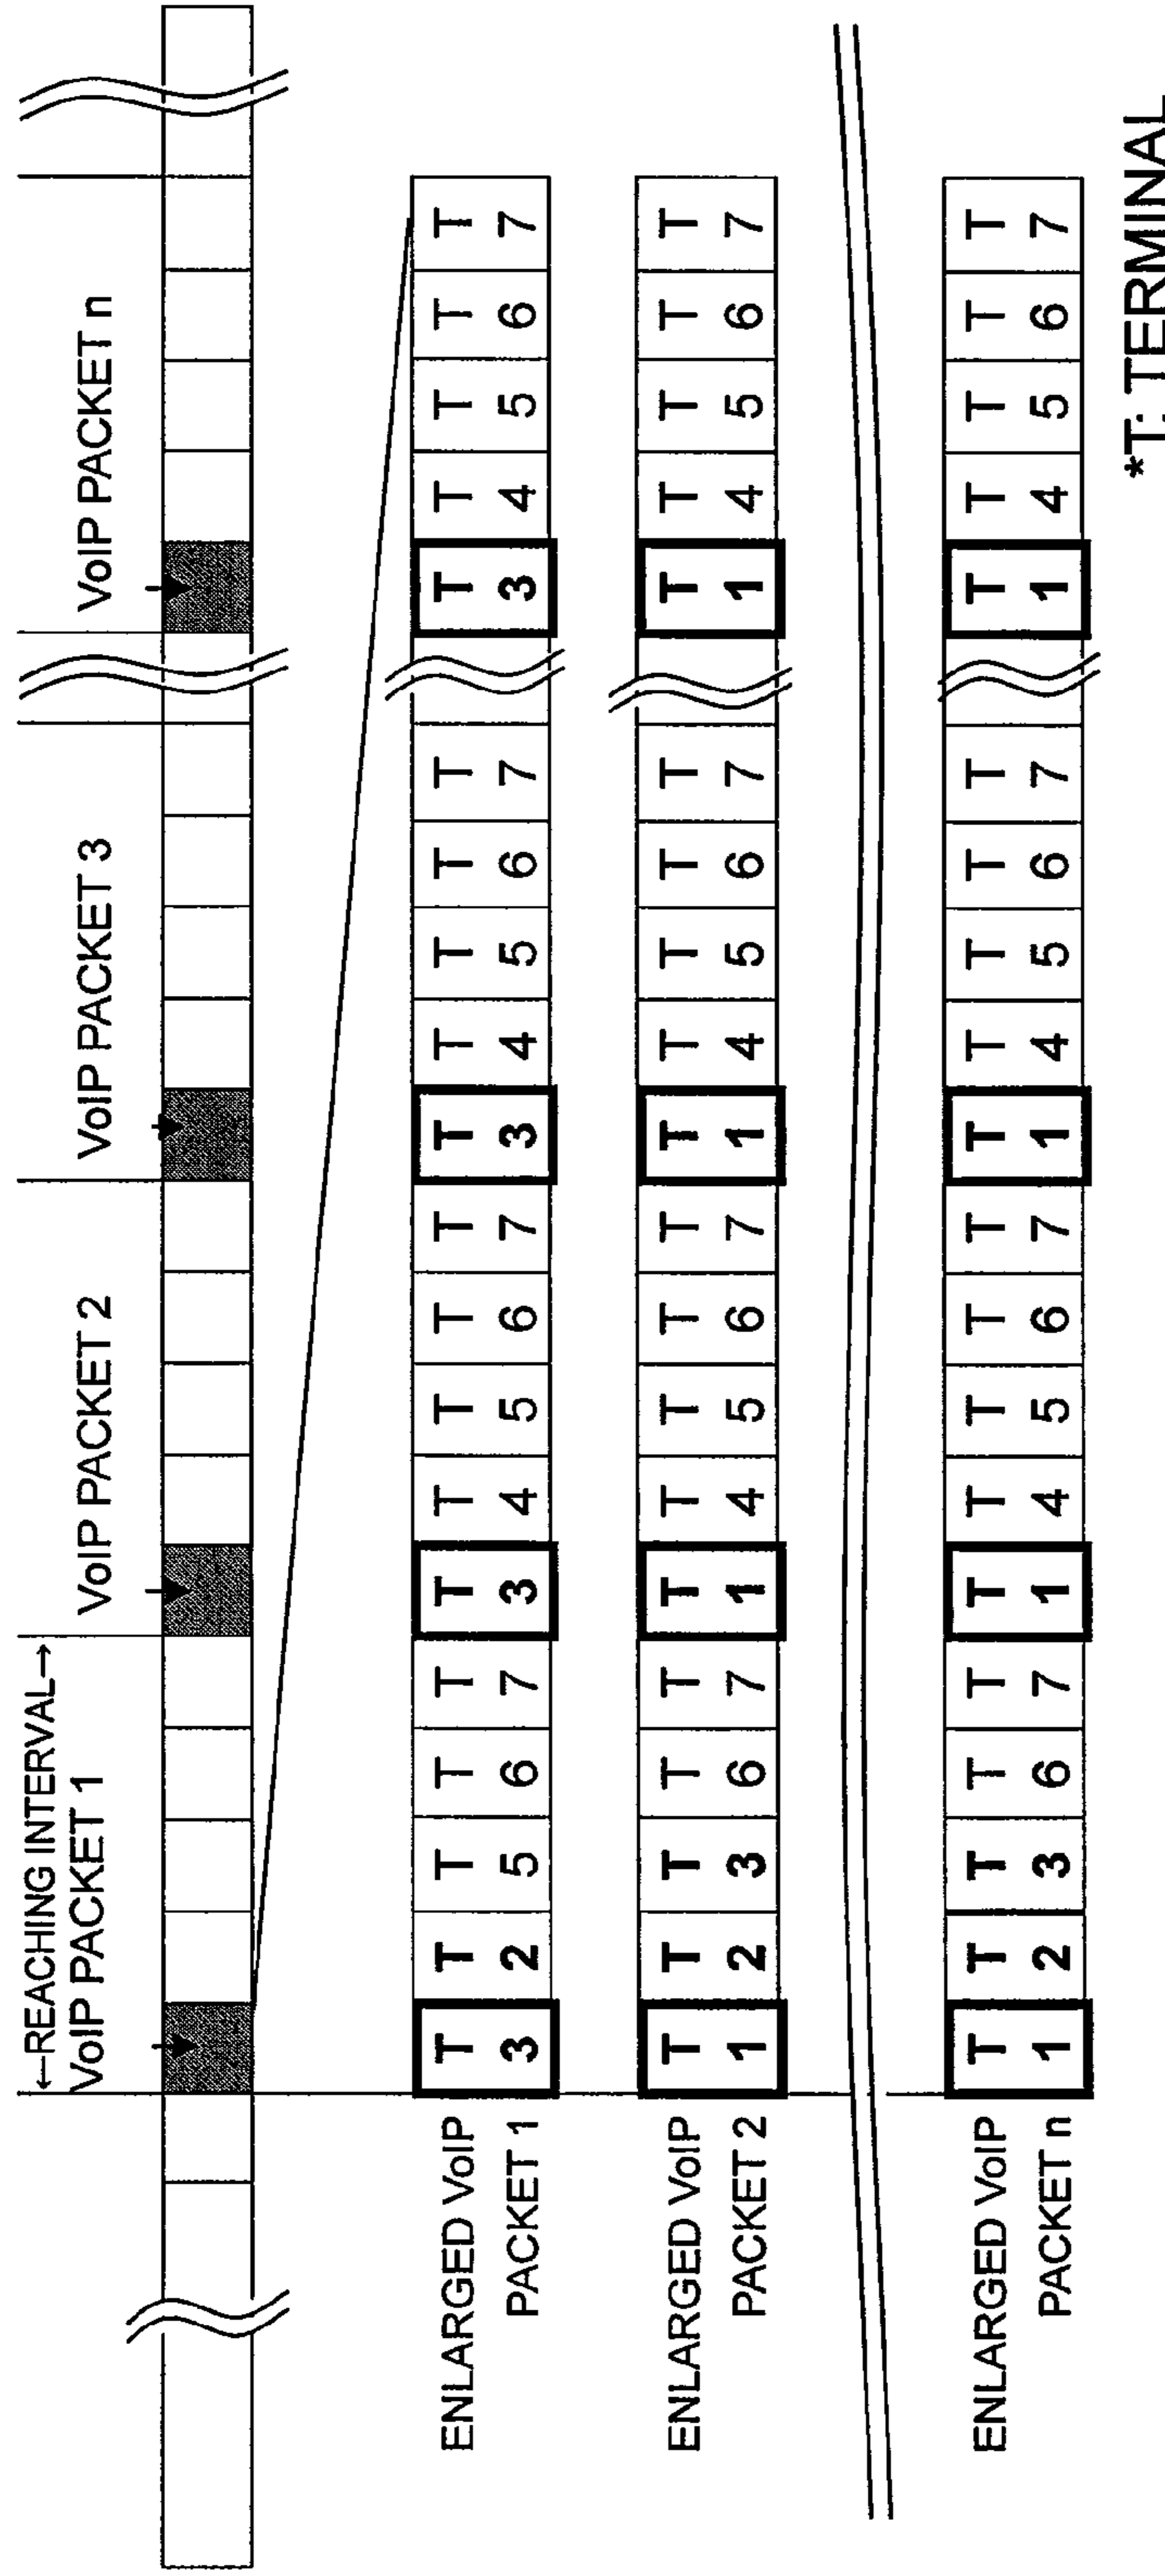 ←REACHING INTERVAL→
VoIP PACKET 1 VoIP PACKET 2 VoIP PACKET 3 VoIP PACKET n
ENLARGED VoIP T T T T T T T T T T T T T T T T T T T T
PACKET 1 3 2 5 6 7 3 4 5 6 7 3 4 5 6 7 3 4 5 6 7
ENLARGED VoIP T T T T T T T T T T T T T T T T T T T T
PACKET 2 1 2 3 6 7 1 4 5 6 7 1 4 5 6 7 1 4 5 6 7
ENLARGED VoIP T T T T T T T T T T T T T T T T T T T T
PACKET n 1 2 3 6 7 1 4 5 6 7 1 4 5 6 7 1 4 5 6 7
*T: TERMINAL